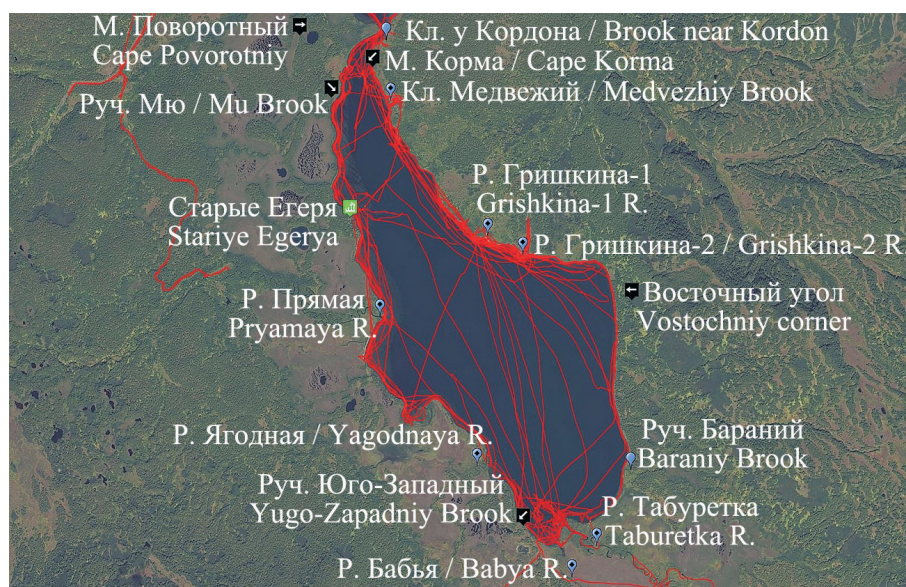 М. Поворотный
Cape Povorotniy
Кл. у Кордона / Brook near Kordon
М. Корма / Cape Korma
Руч. Мю / Mu Brook
Кл. Медвежий / Medvezhiy Brook
Р. Гришкина-1
Grishkina-1 R.
Старые Егеря
Stariye Egerya
Р. Гришкина-2 / Grishkina-2 R.
Р. Прямая
Pryamaya R.
Восточный угол
Vostochniy corner
Р. Ягодная / Yagodnaya R.
Руч. Бараний
Baraniy Brook
Руч. Юго-Западный
Yugo-Zapadniy Brook
Р. Табуретка
Taburetka R.
Р. Бабья / Babya R.